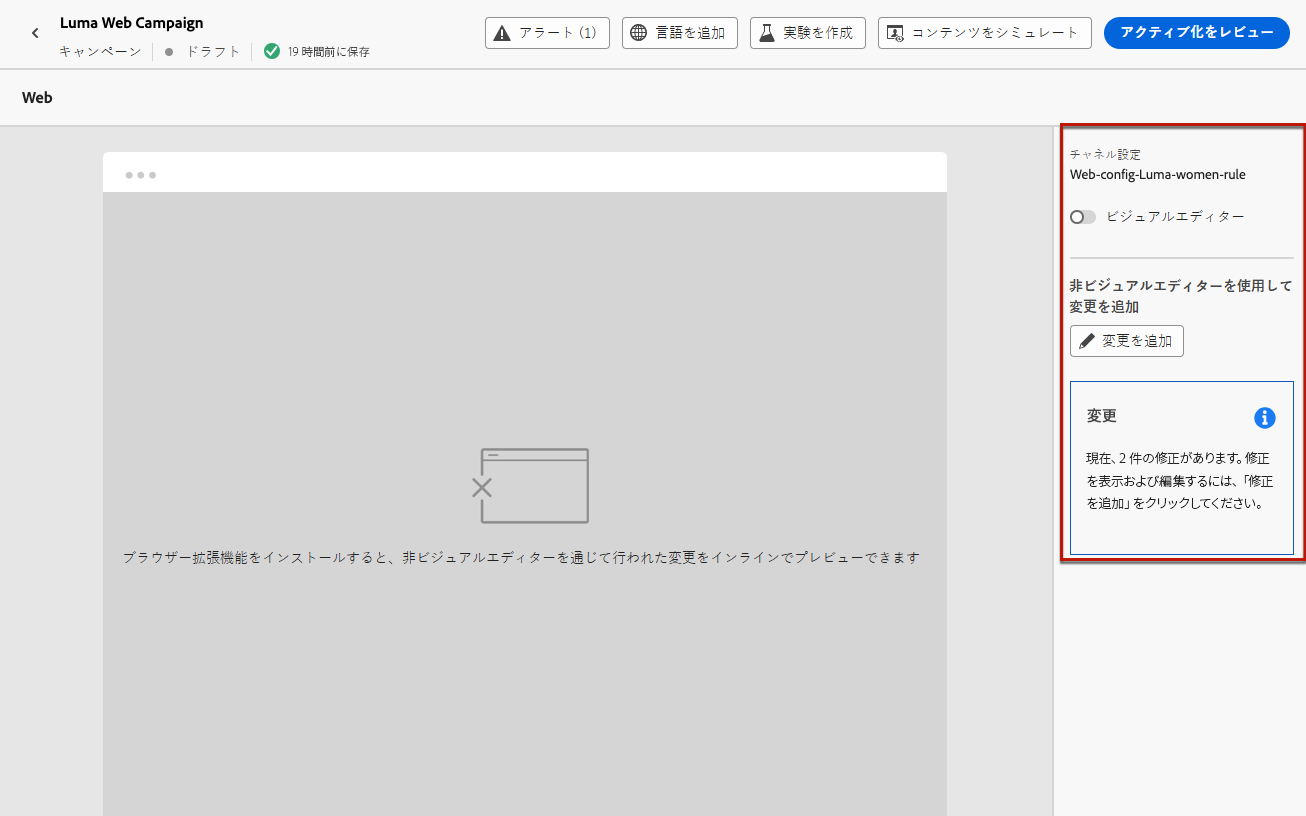 Luma Web Campaign
キャンペーン
ドラフト
19 時間前に保存
アラート (1)
言語を追加
実験を作成
コンテンツをシミュレート
アクティブ化をレビュー
Web
ブラウザー拡張機能をインストールすると、非ビジュアルエディターを通じて行われた変更をインラインでプレビューできます
チャネル設定
Web-config-Luma-women-rule
ビジュアルエディター
非ビジュアルエディターを使用して
変更を追加
変更を追加
変更
現在、2 件の修正があります。修正
を表示および編集するには、「修正
を追加」をクリックしてください。